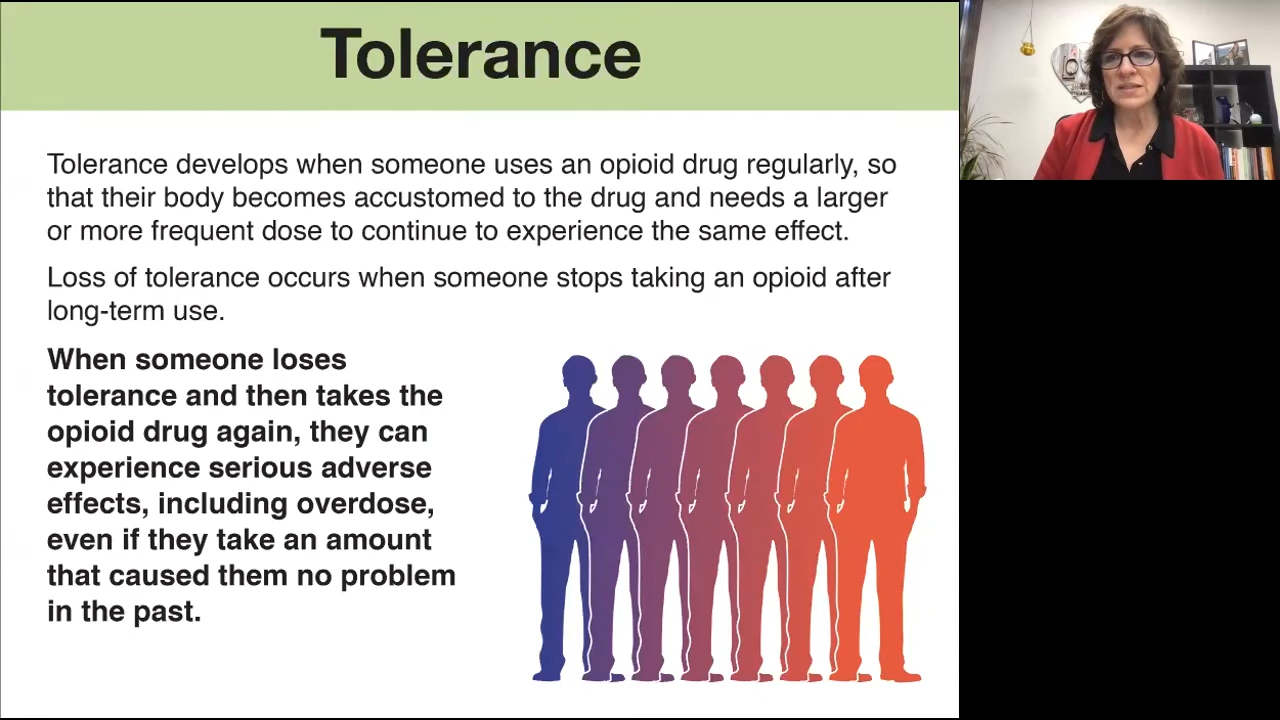 Tolerance
Tolerance develops when someone uses an opioid drug regularly, so
that their body becomes accustomed to the drug and needs a larger
or more frequent dose to continue to experience the same effect.
Loss of tolerance occurs when someone stops taking an opioid after
long-term use.
When someone loses
tolerance and then takes the
opioid drug again, they can
experience serious adverse
effects, including overdose,
even if they take an amount
that caused them no problem
in the past.